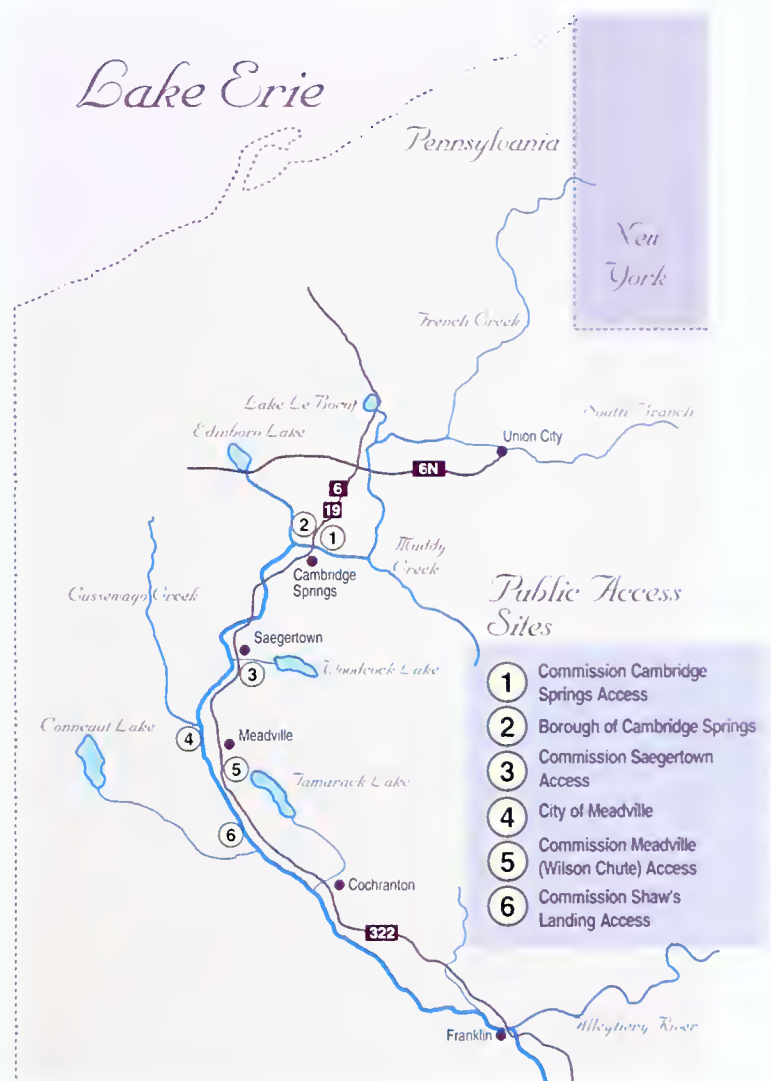 Lake Erie
Pennsylvania
New
York
French Creek
Lake Le Boeuf
South Branch
Edinboro Lake
Union City
6N
6
19
2
1
Muddy
Creek
Cambridge
Springs
Cussewago Creek
Saegertown
3
Woodcock Lake
Conneaut Lake
4
Meadville
5
Tamarack Lake
6
Cochranton
322
Franklin
Allegheny River
Public Access
Sites
1 Commission Cambridge
Springs Access
2 Borough of Cambridge Springs
3 Commission Saegertown
Access
4 City of Meadville
5 Commission Meadville
(Wilson Chute) Access
6 Commission Shaw's
Landing Access